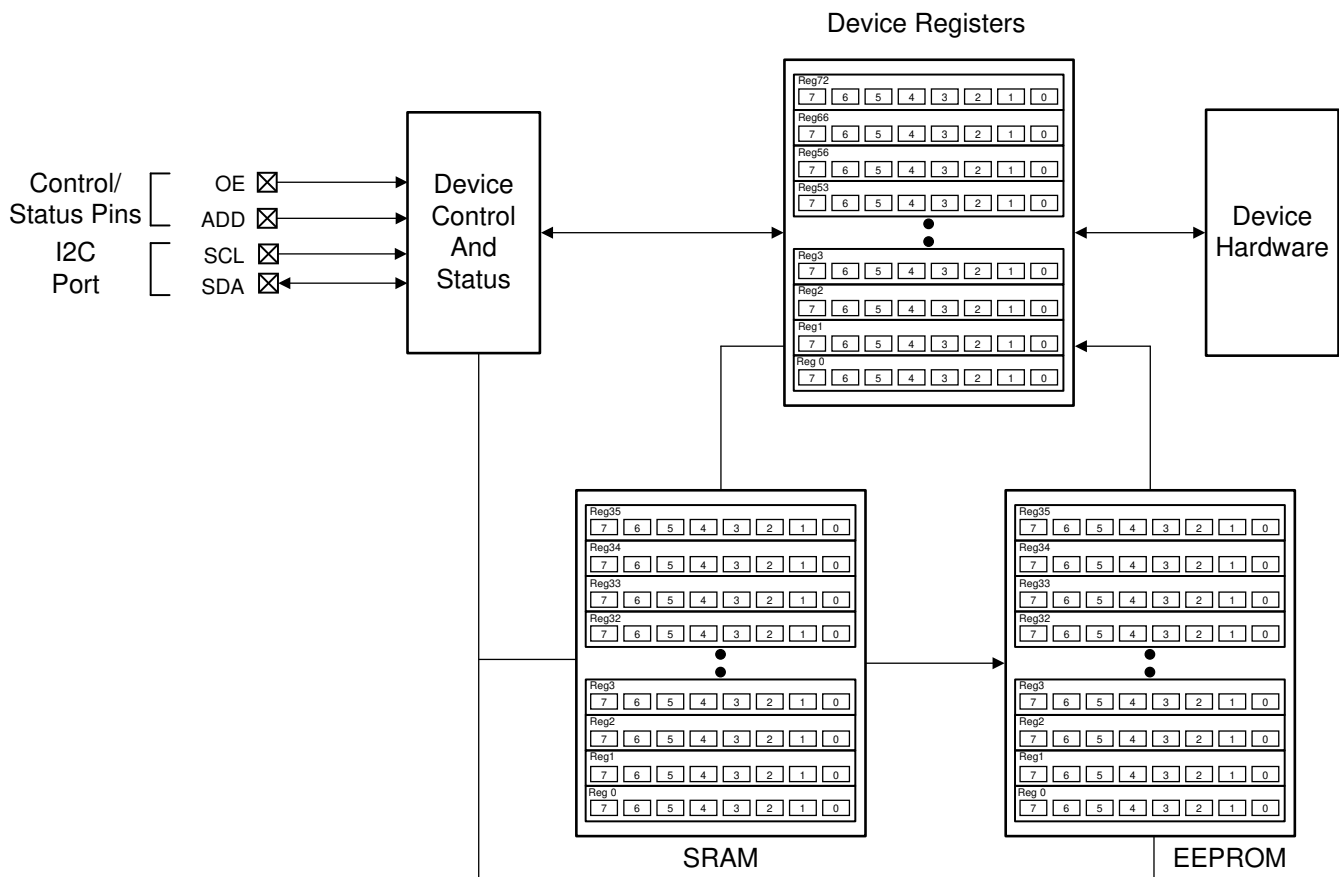 Device Registers
Reg72
7 6 5 4 3 2 1 0
Reg66
7 6 5 4 3 2 1 0
Reg56
7 6 5 4 3 2 1 0
Reg53
7 6 5 4 3 2 1 0
Reg3
7 6 5 4 3 2 1 0
Reg2
7 6 5 4 3 2 1 0
Reg1
7 6 5 4 3 2 1 0
Reg 0
7 6 5 4 3 2 1 0
Control/
Status Pins
OE
ADD
I2C
Port
SCL
SDA
Device
Control
And
Status
Device
Hardware
Reg35
7 6 5 4 3 2 1 0
Reg34
7 6 5 4 3 2 1 0
Reg33
7 6 5 4 3 2 1 0
Reg32
7 6 5 4 3 2 1 0
Reg3
7 6 5 4 3 2 1 0
Reg2
7 6 5 4 3 2 1 0
Reg1
7 6 5 4 3 2 1 0
Reg 0
7 6 5 4 3 2 1 0
SRAM
Reg35
7 6 5 4 3 2 1 0
Reg34
7 6 5 4 3 2 1 0
Reg33
7 6 5 4 3 2 1 0
Reg32
7 6 5 4 3 2 1 0
Reg3
7 6 5 4 3 2 1 0
Reg2
7 6 5 4 3 2 1 0
Reg1
7 6 5 4 3 2 1 0
Reg 0
7 6 5 4 3 2 1 0
EEPROM